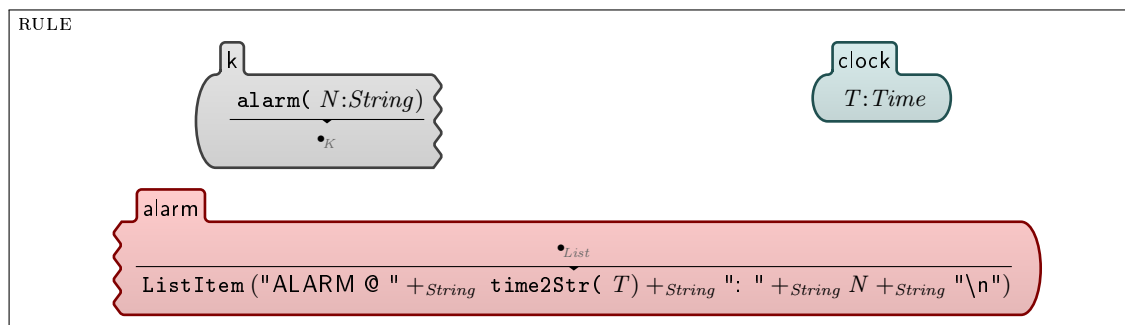 RULE
k
clock
alarm( N:String)
T:Time
•K
alarm
•List
ListItem ("ALARM @ " +String time2Str( T) +String ": " +String N +String "\n")